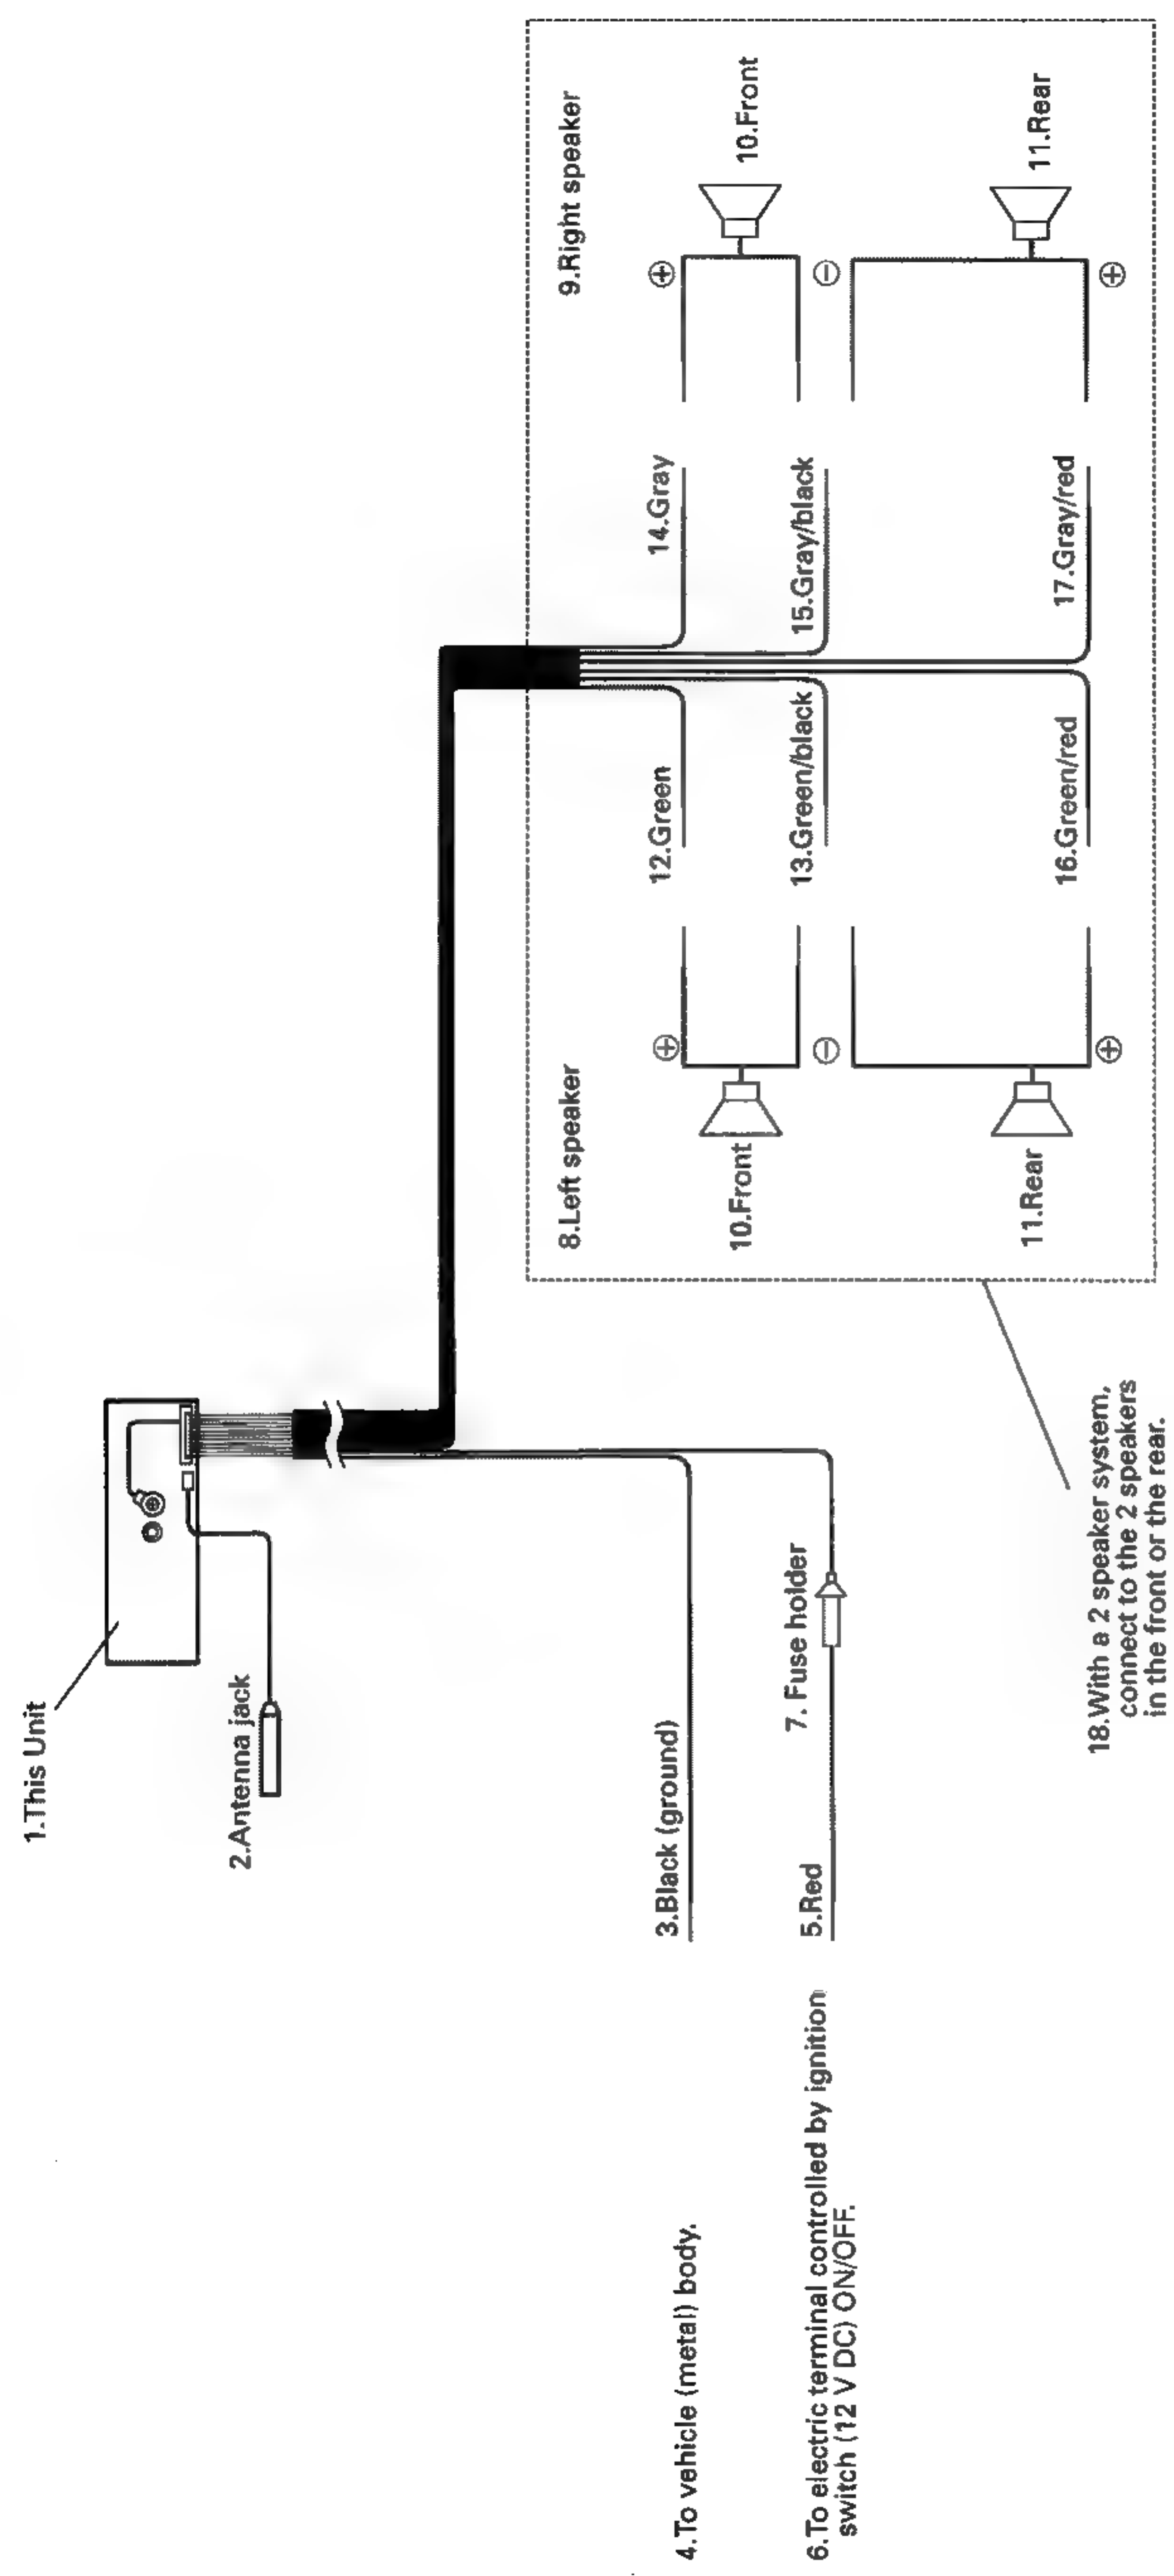 1.This Unit
2.Antenna jack
3.Black (ground)
4.To vehicle (metal) body.
5.Red
6.To electric terminal controlled by ignition
switch (12 V DC) ON/OFF.
7. Fuse holder
8.Left speaker
9.Right speaker
10.Front
12.Green
14.Gray
10.Front
13.Green/black
15.Gray/black
11.Rear
16.Green/red
17.Gray/red
11.Rear
18.With a 2 speaker system,
connect to the 2 speakers
in the front or the rear.